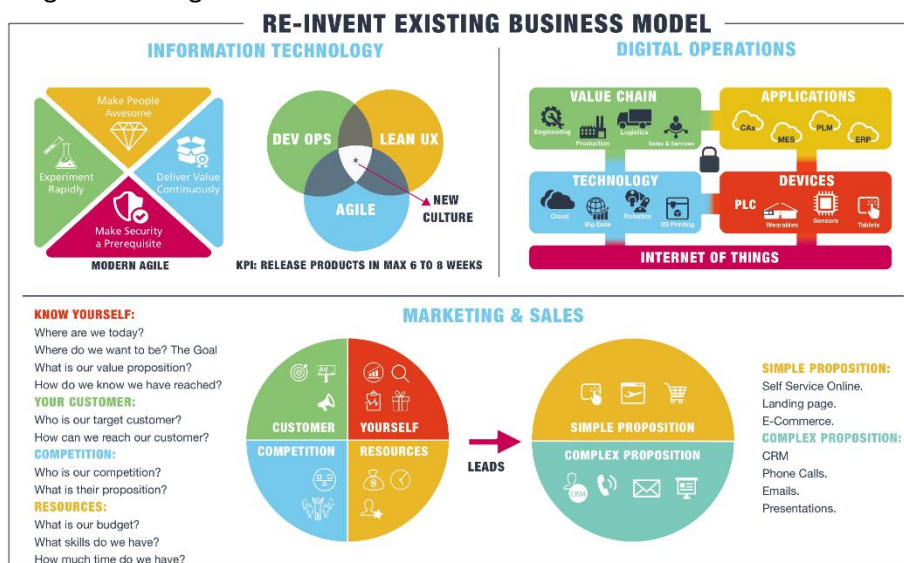 RE-INVENT EXISTING BUSINESS MODEL
INFORMATION TECHNOLOGY
Make People
Awesome
Experiment
Rapidly
Deliver Value
Continuously
Make Security
a Prerequisite
MODERN AGILE
DEV OPS
LEAN UX
*
AGILE
NEW
CULTURE
KPI: RELEASE PRODUCTS IN MAX 6 TO 8 WEEKS
DIGITAL OPERATIONS
VALUE CHAIN
Engineering
Production
Logistics
Sales & Services
APPLICATIONS
CAx
MES
PLM
ERP
TECHNOLOGY
Cloud
Big Data
Robotics
3D Printing
DEVICES
PLC
Wearables
Sensors
Tablets
INTERNET OF THINGS
MARKETING & SALES
KNOW YOURSELF:
Where are we today?
Where do we want to be? The Goal
What is our value proposition?
How do we know we have reached?
YOUR CUSTOMER:
Who is our target customer?
How can we reach our customer?
COMPETITION:
Who is our competition?
What is their proposition?
RESOURCES:
What is our budget?
What skills do we have?
How much time do we have?
Ad
CUSTOMER
YOURSELF
COMPETITION
RESOURCES
$
LEADS
SIMPLE PROPOSITION
COMPLEX PROPOSITION
CRM
SIMPLE PROPOSITION:
Self Service Online.
Landing page.
E-Commerce.
COMPLEX PROPOSITION:
CRM
Phone Calls.
Emails.
Presentations.